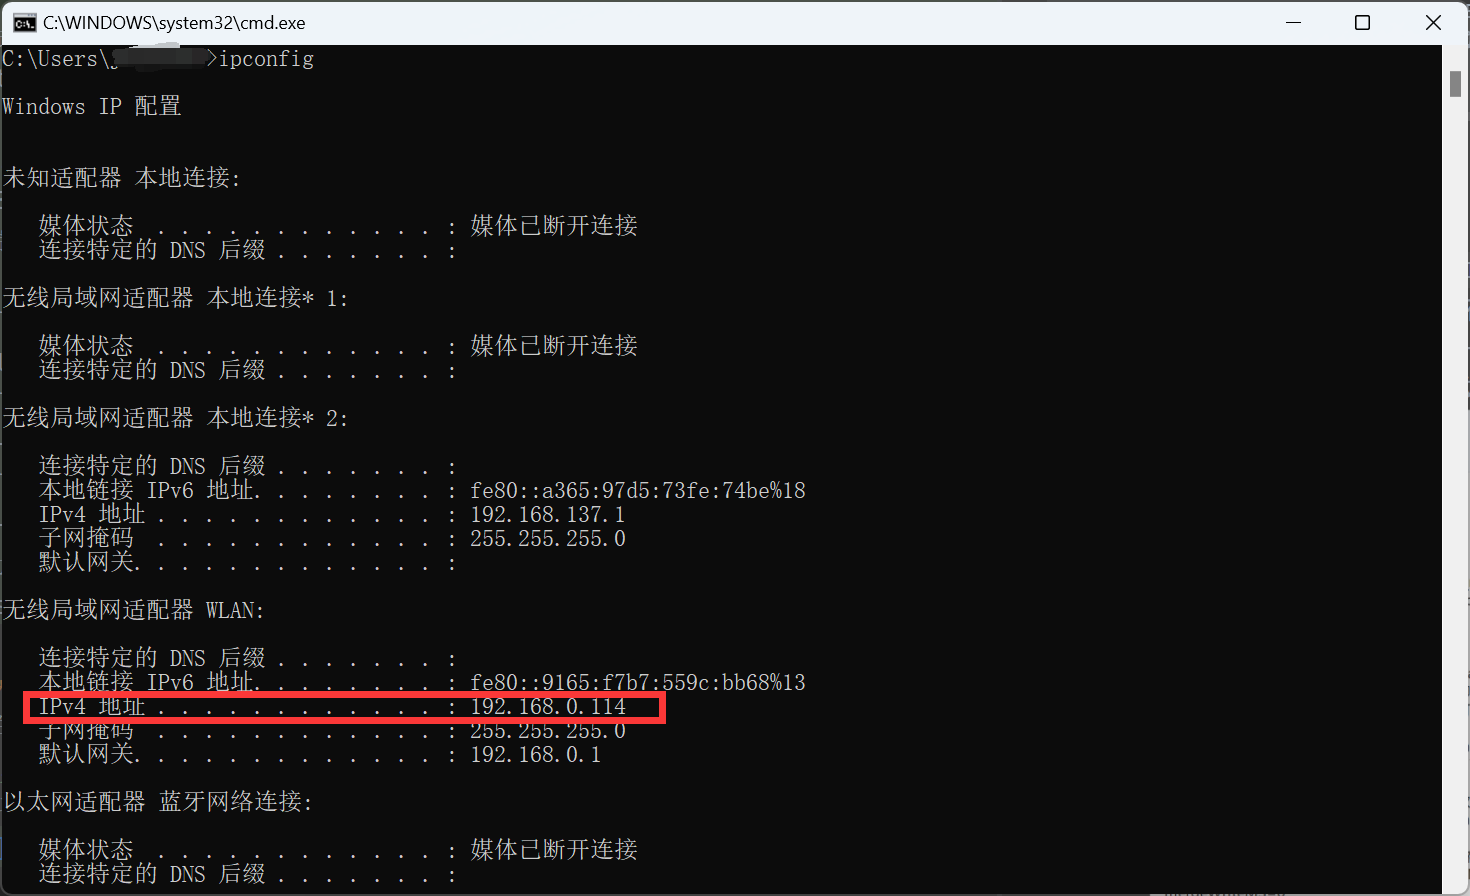 C:\WINDOWS\system32\cmd.exe
C:\Users\ >ipconfig
Windows IP 配置
未知适配器 本地连接:
媒体状态 . . . . . . . . . . . . : 媒体已断开连接
连接特定的 DNS 后缀 . . . . . . . :
无线局域网适配器 本地连接* 1:
媒体状态 . . . . . . . . . . . . : 媒体已断开连接
连接特定的 DNS 后缀 . . . . . . . :
无线局域网适配器 本地连接* 2:
连接特定的 DNS 后缀 . . . . . . . :
本地链接 IPv6 地址. . . . . . . . : fe80::a365:97d5:73fe:74be%18
IPv4 地址 . . . . . . . . . . . . : 192.168.137.1
子网掩码 . . . . . . . . . . . . : 255.255.255.0
默认网关. . . . . . . . . . . . . :
无线局域网适配器 WLAN:
连接特定的 DNS 后缀 . . . . . . . :
本地链接 IPv6 地址. . . . . . . . : fe80::9165:f7b7:559c:bb68%13
IPv4 地址 . . . . . . . . . . . . : 192.168.0.114
子网掩码 . . . . . . . . . . . . : 255.255.255.0
默认网关. . . . . . . . . . . . . : 192.168.0.1
以太网适配器 蓝牙网络连接:
媒体状态 . . . . . . . . . . . . : 媒体已断开连接
连接特定的 DNS 后缀 . . . . . . . :